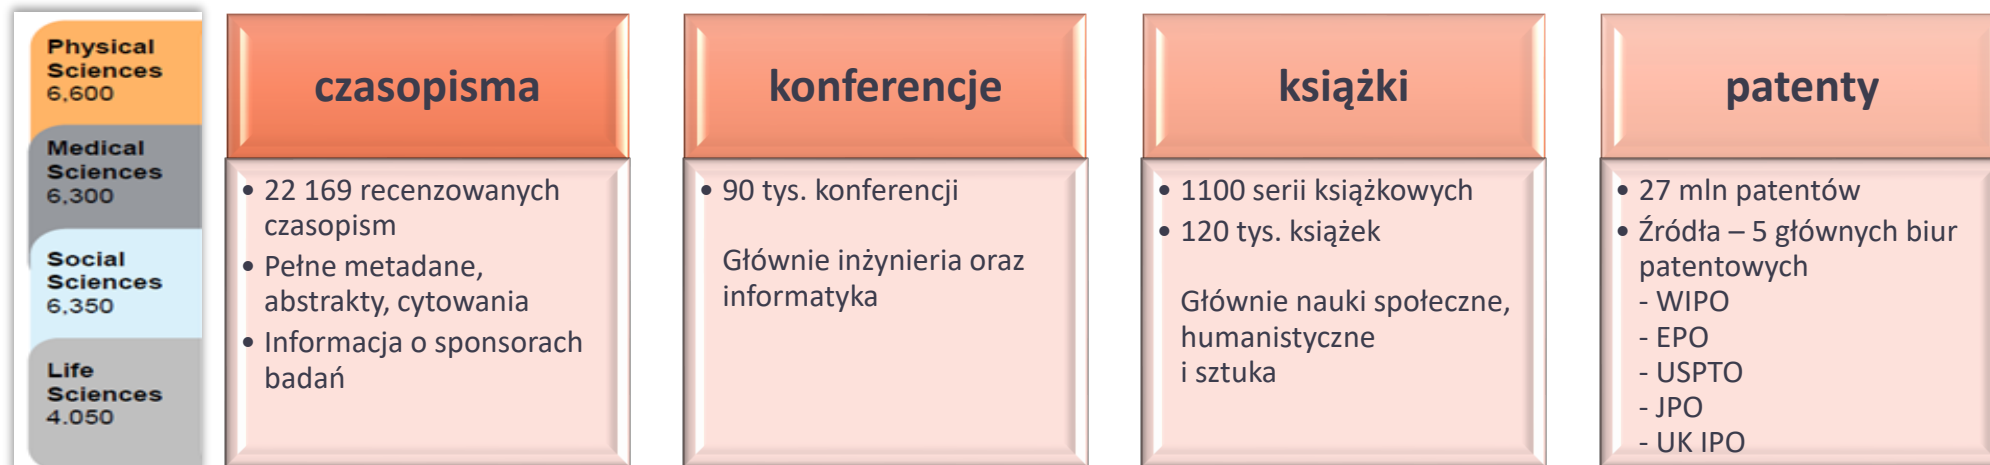 Physical
Sciences
6,600
Medical
Sciences
6,300
Social
Sciences
6,350
Life
Sciences
4.050
czasopisma
• 22 169 recenzowanych
czasopism
• Pełne metadane,
abstrakty, cytowania
• Informacja o sponsorach
badań
konferencje
• 90 tys. konferencji
Głównie inżynieria oraz
informatyka
książki
• 1100 serii książkowych
• 120 tys. książek
Głównie nauki społeczne,
humanistyczne
i sztuka
patenty
• 27 mln patentów
• Źródła – 5 głównych biur
patentowych
- WIPO
- EPO
- USPTO
- JPO
- UK IPO